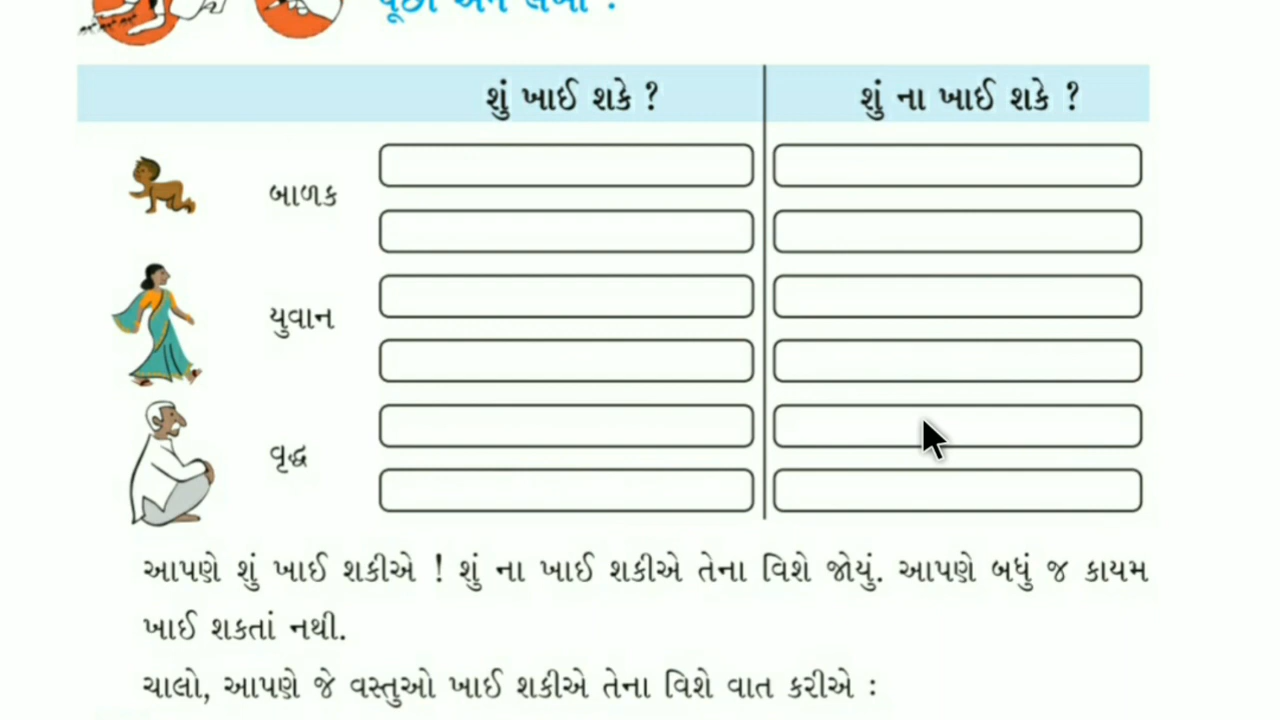 શું ખાઈ શકે ? શું ના ખાઈ શકે ?
બાળક
યુવાન
વૃદ્ધ
આપણે શું ખાઈ શકીએ ! શું ના ખાઈ શકીએ તેના વિશે જોયું. આપણે બધું જ કાયમ
ખાઈ શકતાં નથી.
ચાલો, આપણે જે વસ્તુઓ ખાઈ શકીએ તેના વિશે વાત કરીએ :